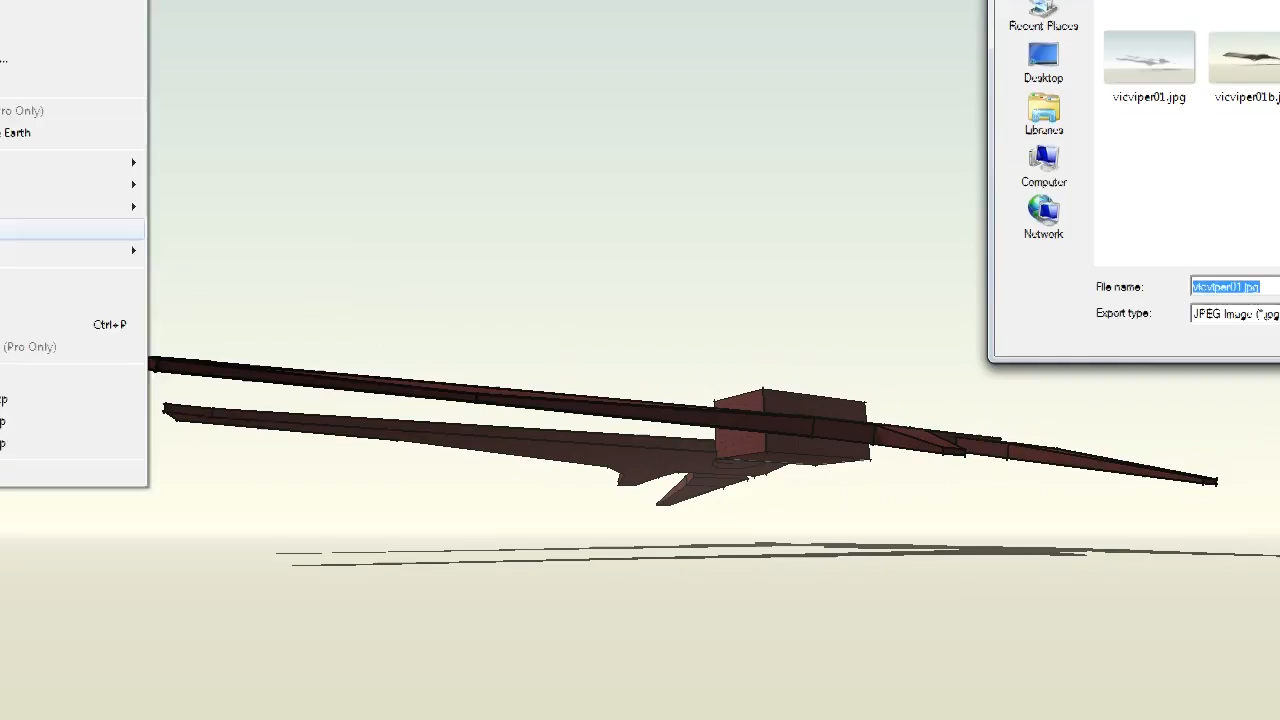 ...
ro Only)
Earth
Ctrl+P
(Pro Only)
p
p
p
Recent Places
Desktop
Libraries
Computer
Network
vicviper01.jpg
vicviper01b.j
File name:
vicviper01.jpg
Export type:
JPEG Image (*.jpg